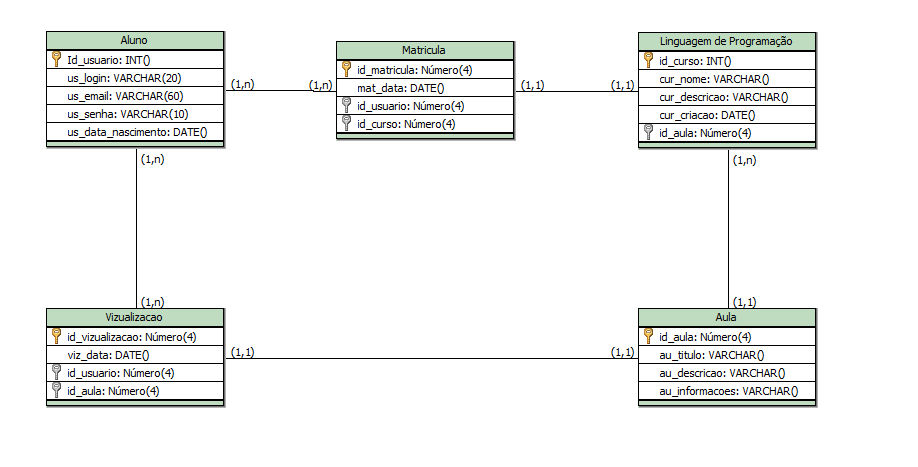 Aluno
Id_usuario: INT()
us_login: VARCHAR(20)
us_email: VARCHAR(60)
us_senha: VARCHAR(10)
us_data_nascimento: DATE()
(1,n)
(1,n)
Matricula
id_matricula: Número(4)
mat_data: DATE()
id_usuario: Número(4)
id_curso: Número(4)
(1,1)
(1,1)
Linguagem de Programação
id_curso: INT()
cur_nome: VARCHAR()
cur_descricao: VARCHAR()
cur_criacao: DATE()
id_aula: Número(4)
(1,n)
(1,n)
(1,n)
(1,1)
Vizualizacao
id_vizualizacao: Número(4)
viz_data: DATE()
id_usuario: Número(4)
id_aula: Número(4)
(1,1)
(1,1)
Aula
id_aula: Número(4)
au_titulo: VARCHAR()
au_descricao: VARCHAR()
au_informacoes: VARCHAR()